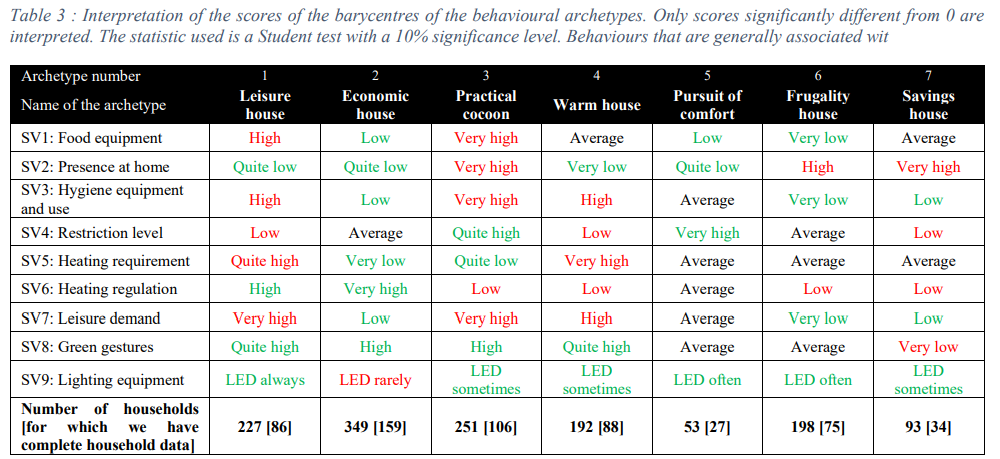 Table 3 : Interpretation of the scores of the barycentres of the behavioural archetypes. Only scores significantly different from 0 are
interpreted. The statistic used is a Student test with a 10% significance level. Behaviours that are generally associated wit
Archetype number 1 2 3 4 5 6 7
Name of the archetype Leisure house Economic house Practical cocoon Warm house Pursuit of comfort Frugality house Savings house
SV1: Food equipment High Low Very high Average Low Very low Average
SV2: Presence at home Quite low Quite low Very high Very low Quite low High Very high
SV3: Hygiene equipment and use High Low Very high High Average Very low Low
SV4: Restriction level Low Average Quite high Low Very high Average Low
SV5: Heating requirement Quite high Very low Quite low Very high Average Average Average
SV6: Heating regulation High Very high Low Low Average Low Low
SV7: Leisure demand Very high Low Very high High Average Very low Low
SV8: Green gestures Quite high High High Quite high Average Average Very low
SV9: Lighting equipment LED always LED rarely LED sometimes LED sometimes LED often LED often LED sometimes
Number of households [for which we have complete household data] 227 [86] 349 [159] 251 [106] 192 [88] 53 [27] 198 [75] 93 [34]